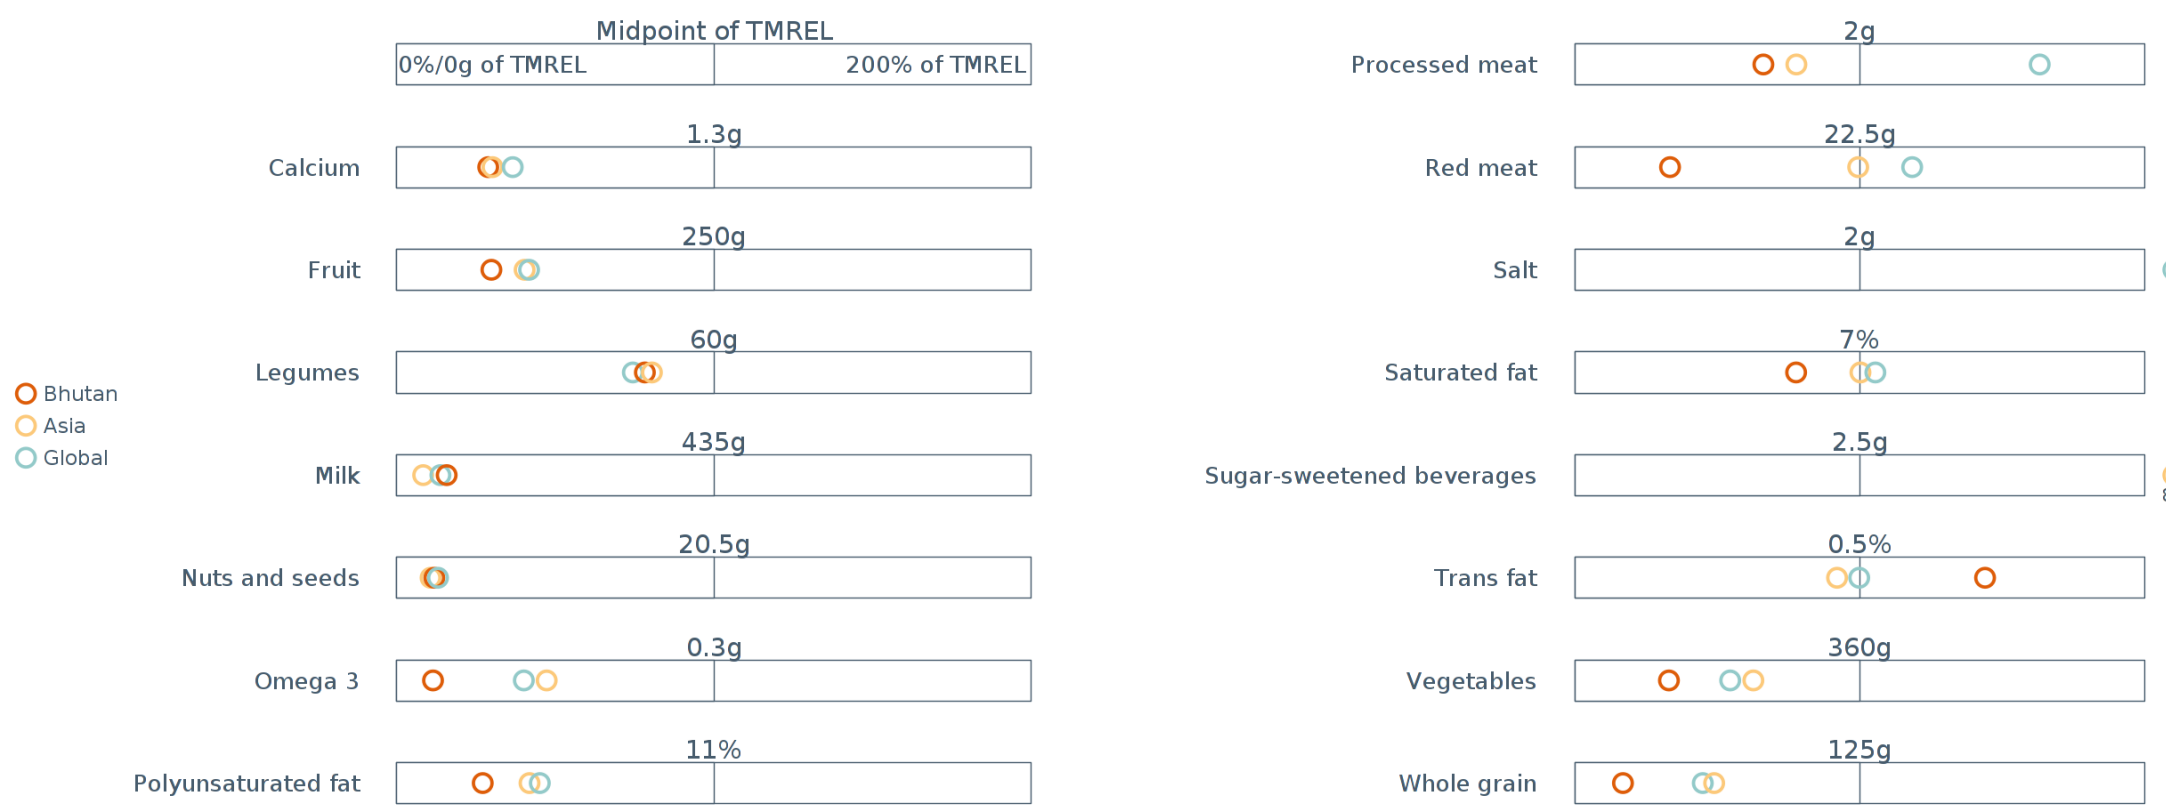 Midpoint of TMREL
0%/0g of TMREL 200% of TMREL
1.3g
Calcium
250g
Fruit
60g
Legumes
435g
Milk
20.5g
Nuts and seeds
0.3g
Omega 3
11%
Polyunsaturated fat
Bhutan
Asia
Global
2g
Processed meat
22.5g
Red meat
2g
Salt
7%
Saturated fat
2.5g
Sugar-sweetened beverages
0.5%
Trans fat
360g
Vegetables
125g
Whole grain